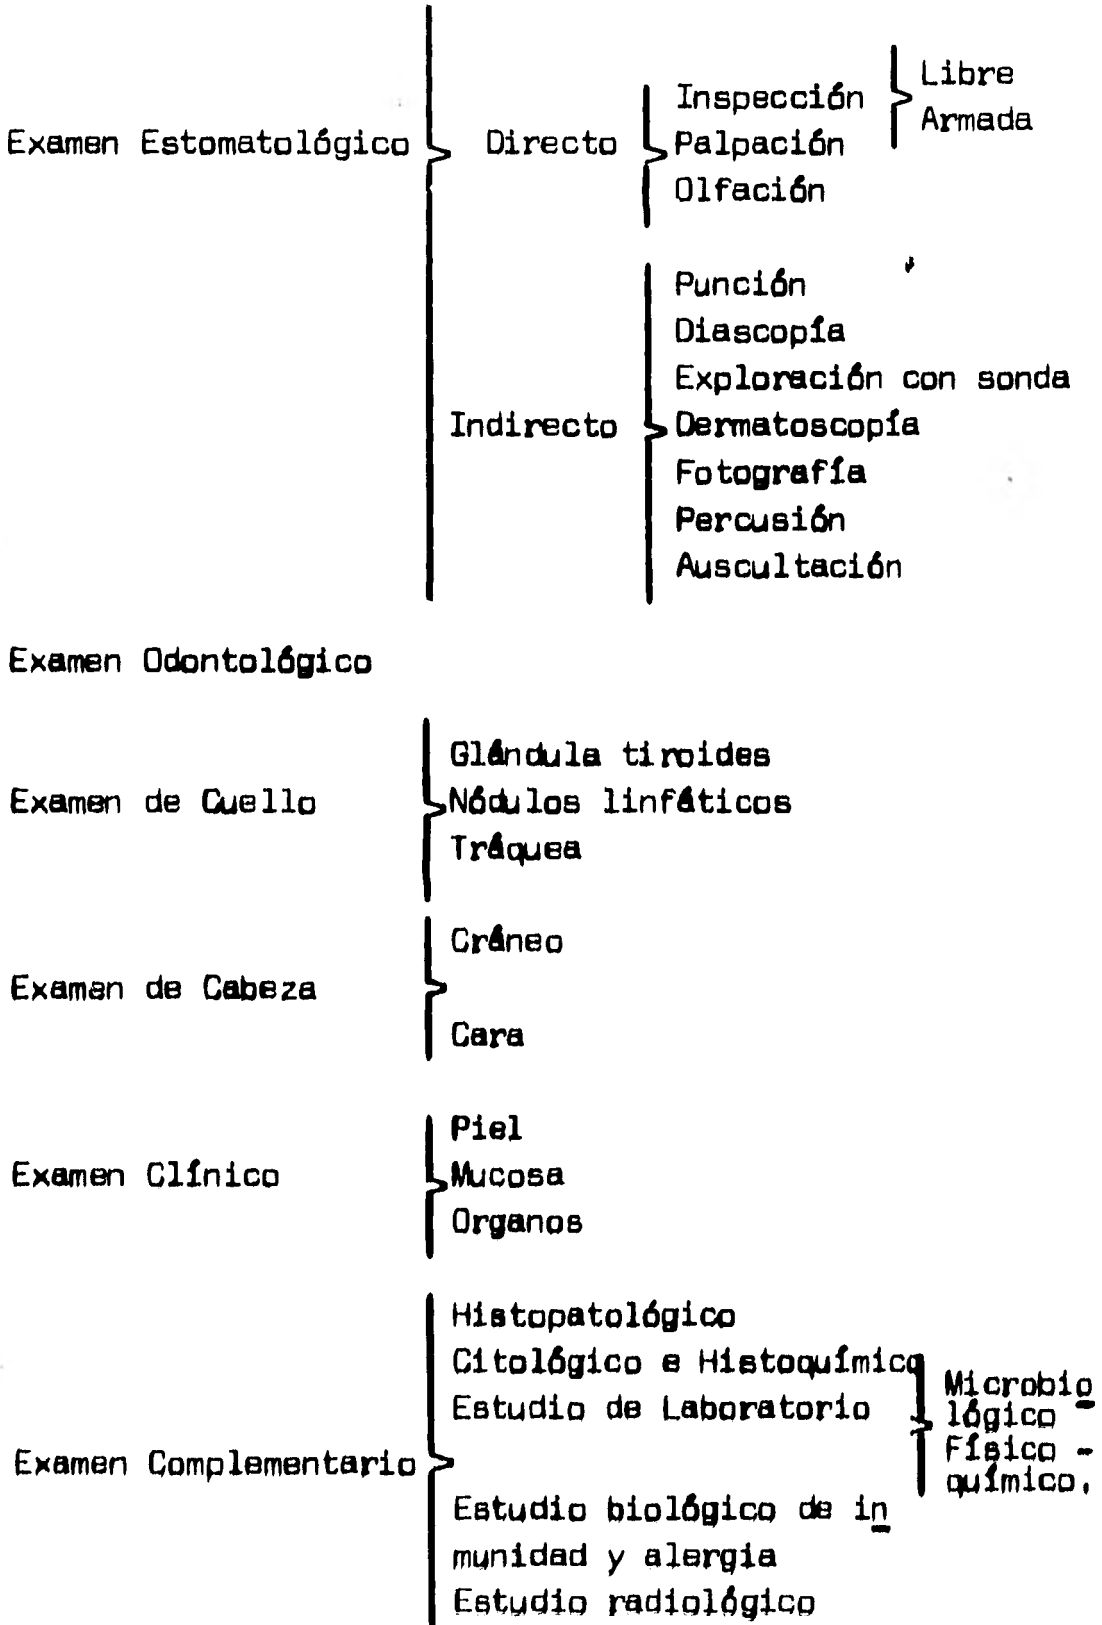 Examen Estomatológico
Directo
Inspección
Libre
Armada
Palpación
Olfación
Indirecto
Punción
Diascopía
Exploración con sonda
Dermatoscopía
Fotografía
Percusión
Auscultación
Examen Odontológico
Examen de Cuello
Glándula tiroides
Nódulos linfáticos
Tráquea
Examen de Cabeza
Cráneo
Cara
Examen Clínico
Piel
Mucosa
Organos
Examen Complementario
Histopatológico
Citológico e Histoquímico
Estudio de Laboratorio
Microbio
lógico
Físico -
químico.
Estudio biológico de in
munidad y alergia
Estudio radiológico